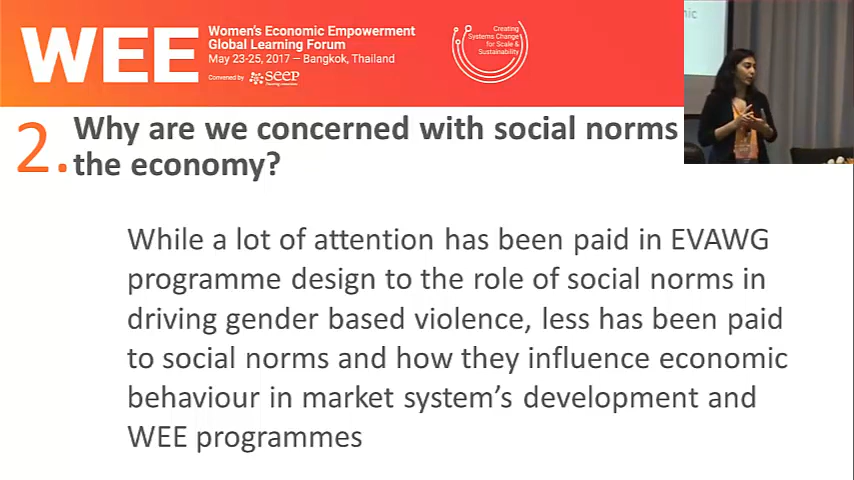 WEE
Women's Economic Empowerment
Global Learning Forum
May 23-25, 2017 – Bangkok, Thailand
Convened by SEEP
Creating
Systems Change
for Scale &
Sustainability
2. Why are we concerned with social norms
the economy?
While a lot of attention has been paid in EVAWG
programme design to the role of social norms in
driving gender based violence, less has been paid
to social norms and how they influence economic
behaviour in market system's development and
WEE programmes